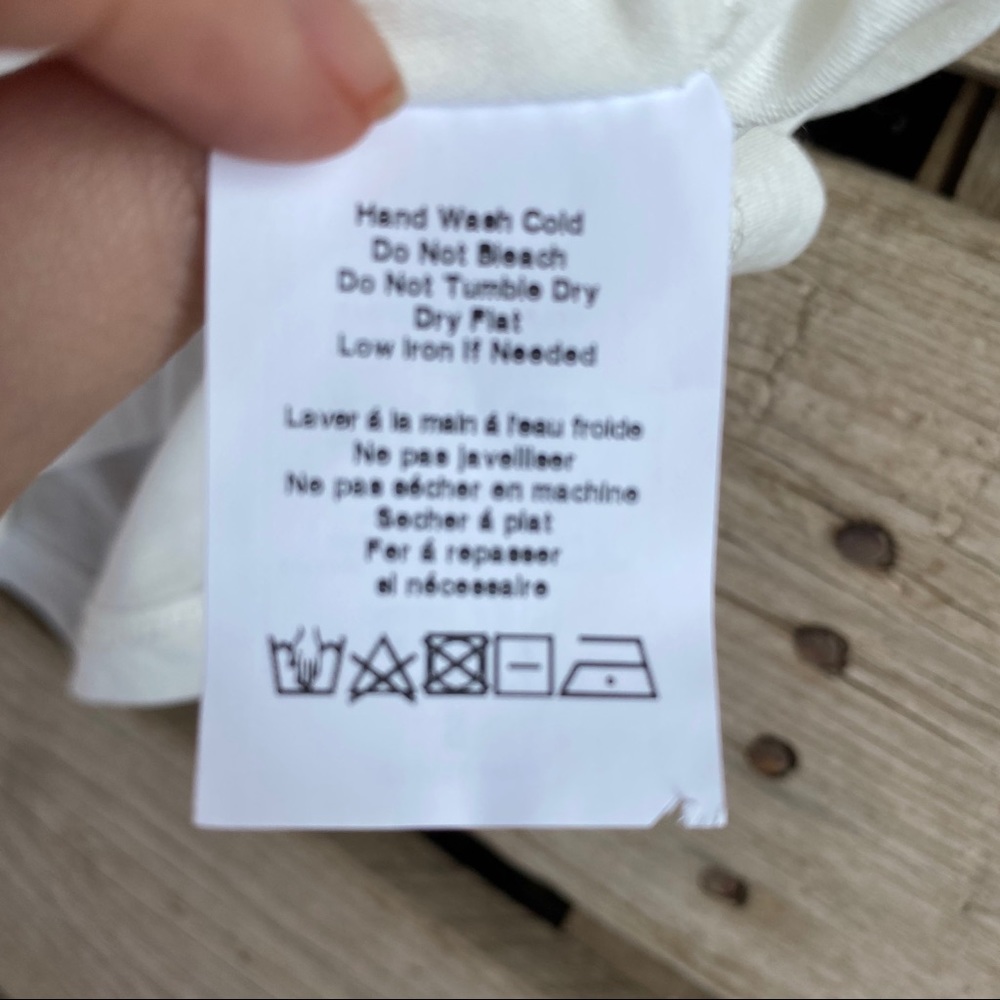 Hand Wash Cold
Do Not Bleach
Do Not Tumble Dry
Dry Flat
Low Iron If Needed
Laver á la main á l'eau froide
Ne pas javelliser
Ne pas sécher en machine
Secher á plat
Fer á repasser
si nécessaire